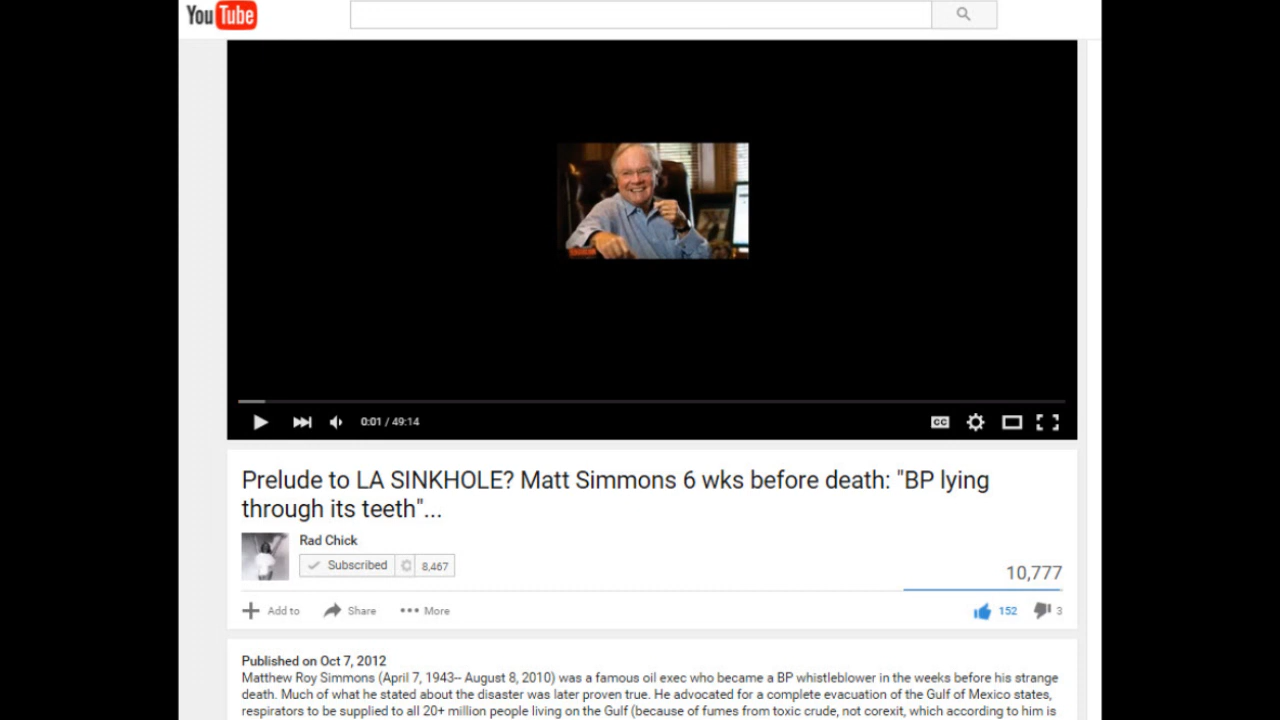 YouTube
0:01 / 49:14
CC
Prelude to LA SINKHOLE? Matt Simmons 6 wks before death: "BP lying
through its teeth"...
Rad Chick
Subscribed 8,467
10,777
Add to Share More 152 3
Published on Oct 7, 2012
Matthew Roy Simmons (April 7, 1943-- August 8, 2010) was a famous oil exec who became a BP whistleblower in the weeks before his strange
death. Much of what he stated about the disaster was later proven true. He advocated for a complete evacuation of the Gulf of Mexico states,
respirators to be supplied to all 20+ million people living on the Gulf (because of fumes from toxic crude, not corexit, which according to him is